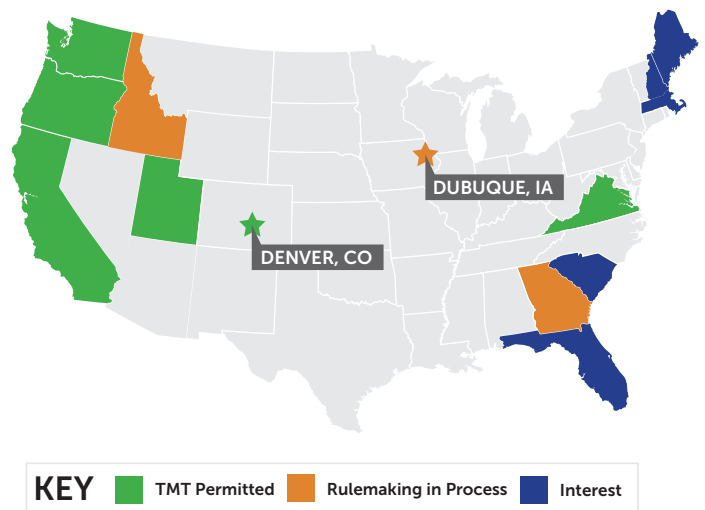 DUBUQUE, IA
DENVER, CO
KEY TMT Permitted Rulemaking in Process Interest